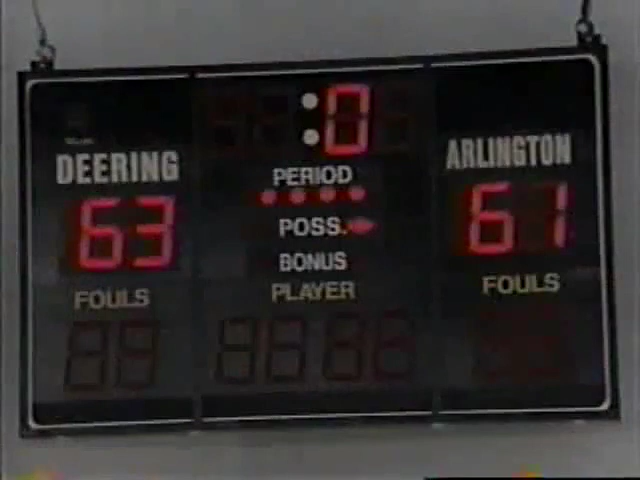 :0
DEERING
ARLINGTON
PERIOD
63
61
POSS.
BONUS
FOULS
PLAYER
FOULS